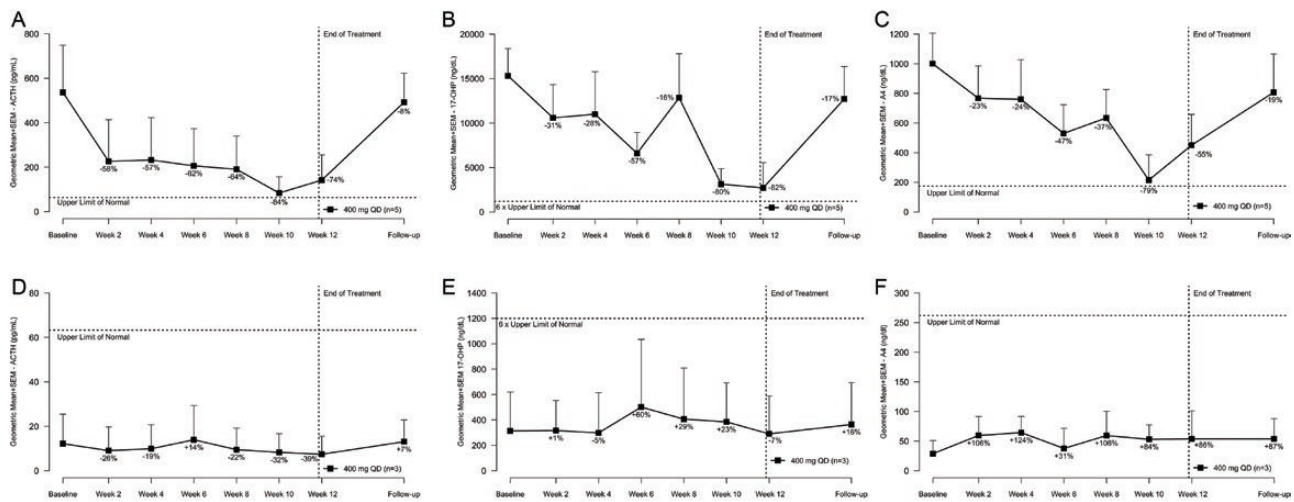 A
Geometric Mean+SEM - ACTH (pg/mL)
800
600
400
200
0
End of Treatment
-58%
-57%
-62%
-64%
-84%
-74%
-8%
Upper Limit of Normal
400 mg QD (n=5)
Baseline Week 2 Week 4 Week 6 Week 8 Week 10 Week 12 Follow-up
B
Geometric Mean+SEM - 17-OHP (ng/dL)
20000
15000
10000
5000
0
End of Treatment
-31%
-28%
-57%
-16%
-80%
-82%
-17%
6 x Upper Limit of Normal
400 mg QD (n=5)
Baseline Week 2 Week 4 Week 6 Week 8 Week 10 Week 12 Follow-up
C
Geometric Mean+SEM - A4 (ng/dL)
1200
1000
800
600
400
200
0
End of Treatment
-23%
-24%
-47%
-37%
-79%
-55%
-19%
Upper Limit of Normal
400 mg QD (n=5)
Baseline Week 2 Week 4 Week 6 Week 8 Week 10 Week 12 Follow-up
D
Geometric Mean+SEM - ACTH (pg/mL)
80
60
40
20
0
End of Treatment
Upper Limit of Normal
-26%
-19%
+14%
-22%
-32%
-39%
+7%
400 mg QD (n=3)
Baseline Week 2 Week 4 Week 6 Week 8 Week 10 Week 12 Follow-up
E
Geometric Mean+SEM 17-OHP (ng/dL)
1400
1200
1000
800
600
400
200
0
End of Treatment
6 x Upper Limit of Normal
+1%
-5%
+60%
+29%
+23%
-7%
+16%
400 mg QD (n=3)
Baseline Week 2 Week 4 Week 6 Week 8 Week 10 Week 12 Follow-up
F
Geometric Mean+SEM - A4 (ng/dl)
300
250
200
150
100
50
0
End of Treatment
Upper Limit of Normal
+106%
+124%
+31%
+106%
+84%
+86%
+87%
400 mg QD (n=3)
Baseline Week 2 Week 4 Week 6 Week 8 Week 10 Week 12 Follow-up